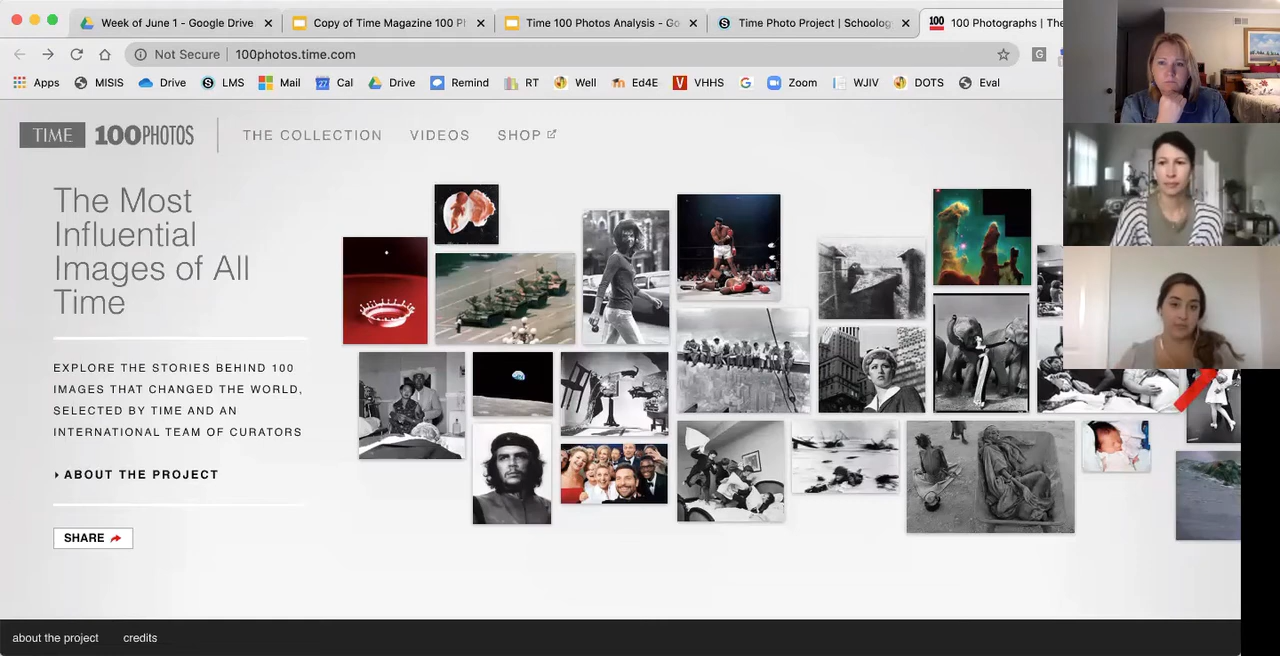 Week of June 1 - Google Drive
Copy of Time Magazine 100 P
Time 100 Photos Analysis - Go
Time Photo Project | Schoolog
100 Photographs | The
Not Secure | 100photos.time.com
Apps MISIS Drive LMS Mail Cal Drive Remind RT Well Ed4E VHHS Zoom WJIV DOTS Eval
TIME 100PHOTOS THE COLLECTION VIDEOS SHOP
The Most
Influential
Images of All
Time
EXPLORE THE STORIES BEHIND 100
IMAGES THAT CHANGED THE WORLD,
SELECTED BY TIME AND AN
INTERNATIONAL TEAM OF CURATORS
ABOUT THE PROJECT
SHARE
about the project credits